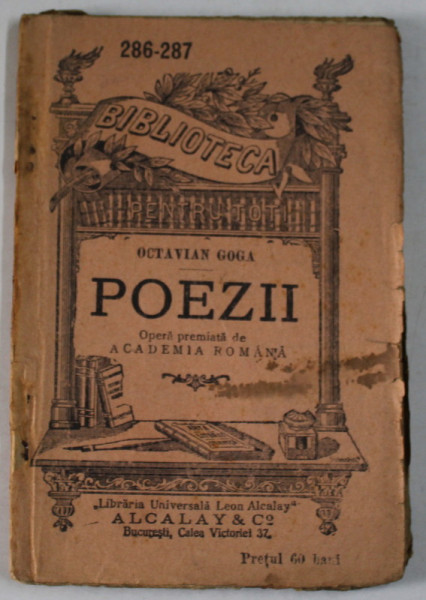 286-287
BIBLIOTECA
PENTRU TOTI
OCTAVIAN GOGA
POEZII
Operă premiată de
ACADEMIA ROMÂNĂ
„Librăria Universală Leon Alcalay"
ALCALAY & Cº
Bucureşti, Calea Victoriei 37.
Preţul 60 bani